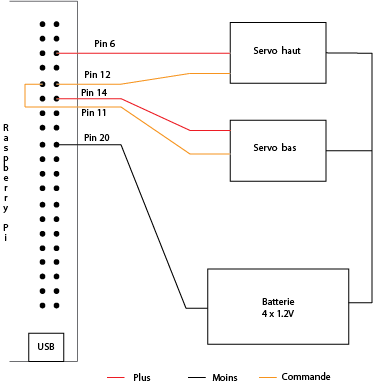 Pin 6
Servo haut
Pin 12
Pin 14
Pin 11
Raspberry Pi
Pin 20
Servo bas
Batterie
4 x 1.2V
USB
Plus
Moins
Commande